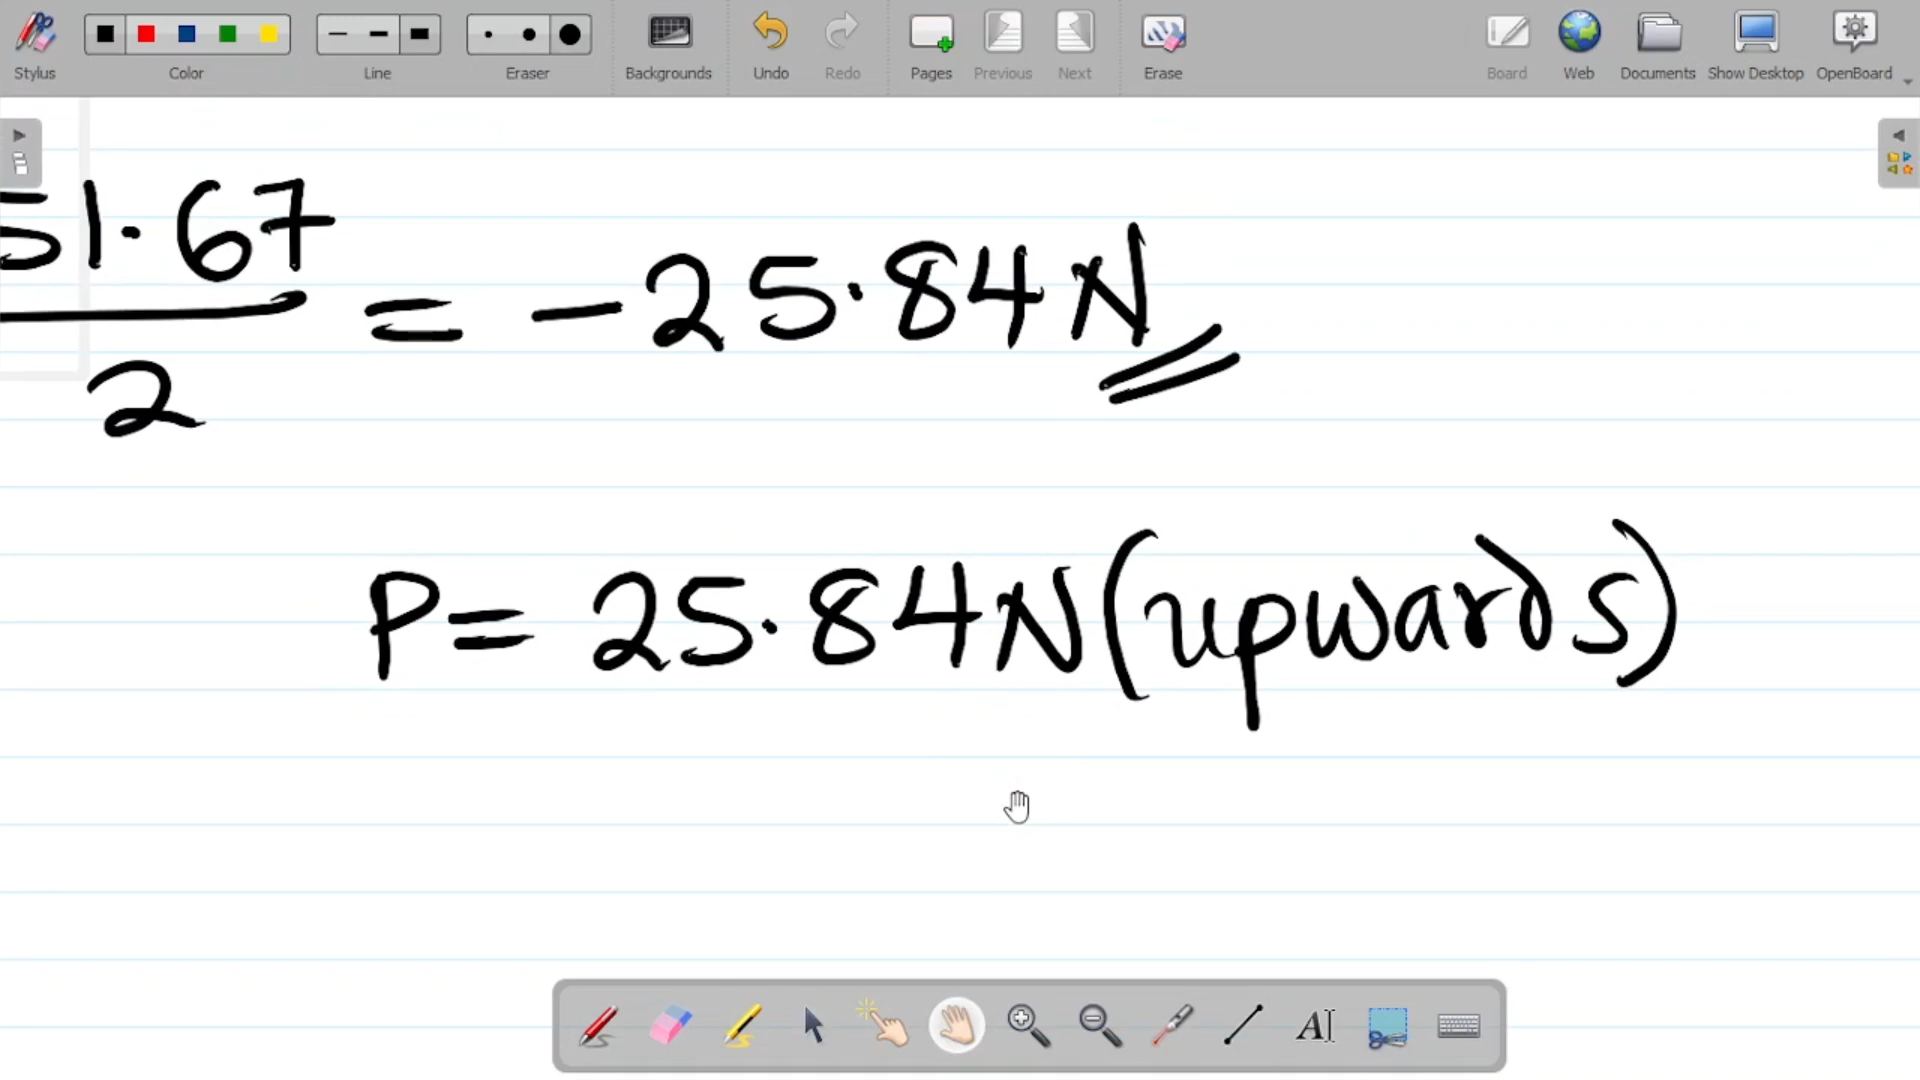 Stylus Color Line Eraser Backgrounds Undo Redo Pages Previous Next Erase Board Web Documents Show Desktop OpenBoard
51.67
= -25.84N
2
P= 25.84N(upwards)
AI